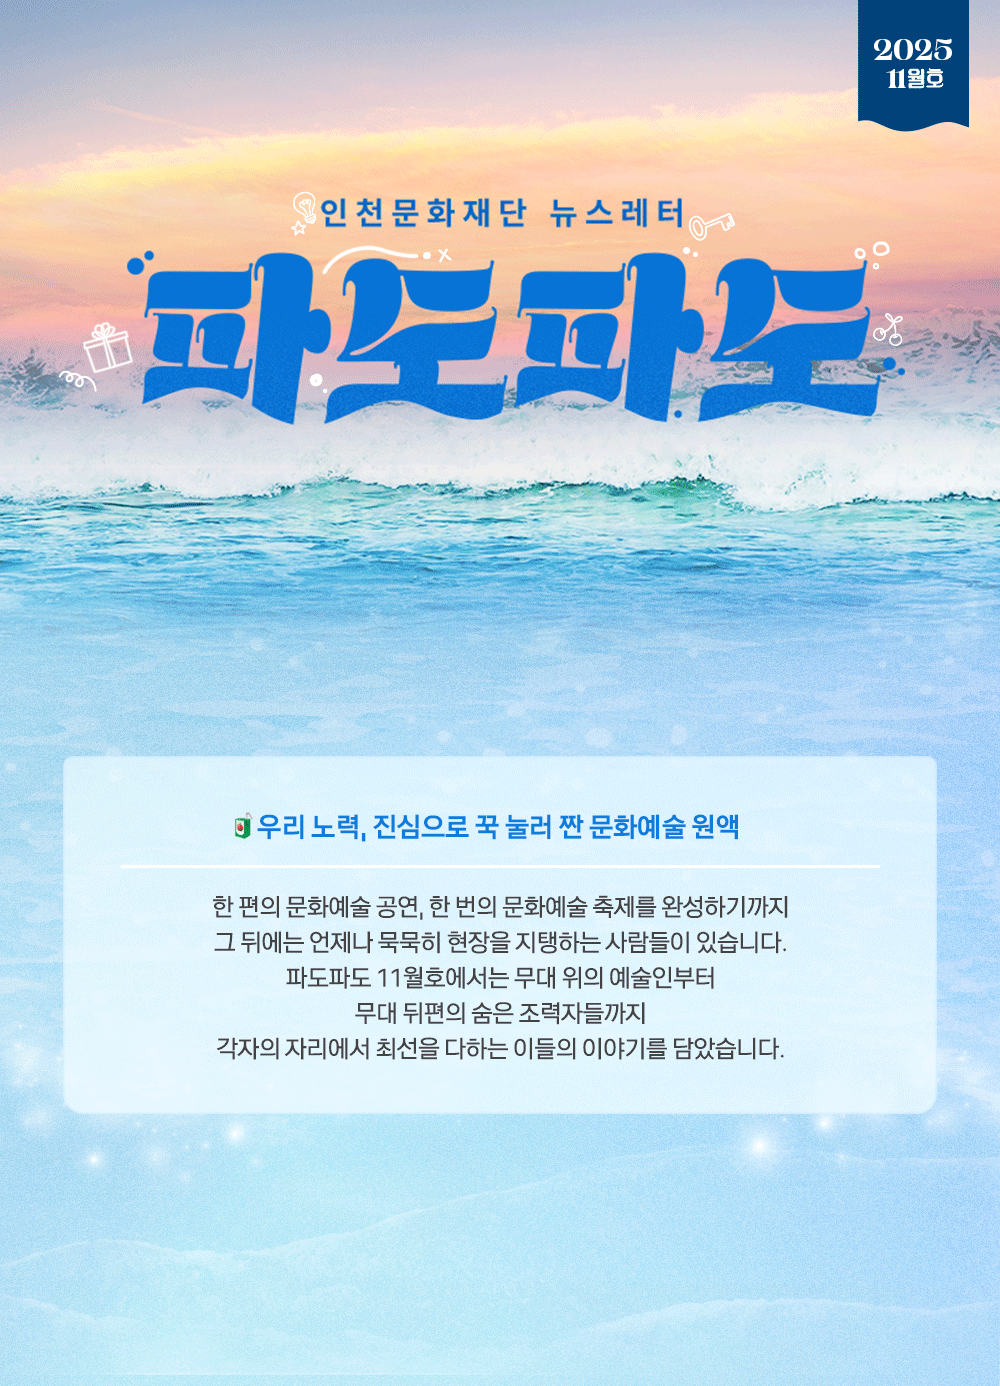 2025
11월호
인천문화재단 뉴스레터
파도파도
우리 노력, 진심으로 꾹 눌러 짠 문화예술 원액
한 편의 문화예술 공연, 한 번의 문화예술 축제를 완성하기까지
그 뒤에는 언제나 묵묵히 현장을 지탱하는 사람들이 있습니다.
파도파도 11월호에서는 무대 위의 예술인부터
무대 뒤편의 숨은 조력자들까지
각자의 자리에서 최선을 다하는 이들의 이야기를 담았습니다.